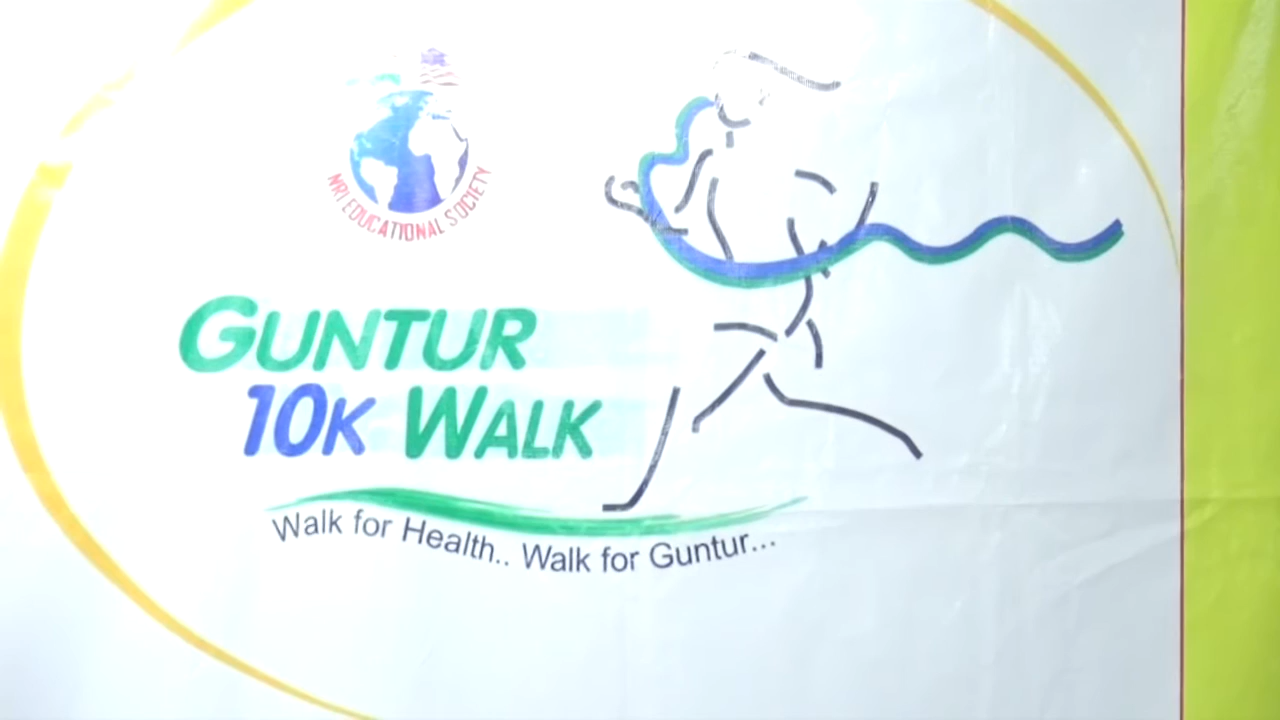 NRI EDUCATIONAL SOCIETY
GUNTUR
10K WALK
Walk for Health.. Walk for Guntur...